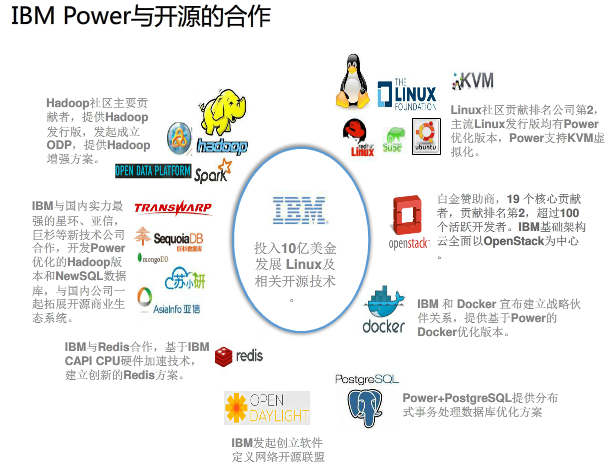 IBM Power与开源的合作
Hadoop社区主要贡
献者，提供Hadoop
发行版，发起成立
ODP，提供Hadoop
增强方案。
hadoop
OPEN DATA PLATFORM
Spark
THE
LINUX
FOUNDATION
KVM
Linux
SUSE
ubuntu
Linux社区贡献排名公司第2，
主流Linux发行版均有Power
优化版本，Power支持KVM虚
拟化。
IBM与国内实力最
强的星环、亚信，
巨杉等新技术公司
合作，开发Power
优化的Hadoop版
本和NewSQL数据
库，与国内公司一
起拓展开源商业生
态系统。
TRANSWARP
SequoiaDB
巨杉数据库
mongoDB
苏小研
AsiaInfo 亚信
IBM
投入10亿美金
发展 Linux及
相关开源技术
。
openstack
白金赞助商，19 个核心贡献
者，贡献排名第2，超过100
个活跃开发者。IBM基础架构
云全面以OpenStack为中心
。
docker
IBM 和 Docker 宣布建立战略伙
伴关系，提供基于Power的
Docker优化版本。
IBM与Redis合作，基于IBM
CAPI CPU硬件加速技术，
建立创新的Redis方案。
redis
PostgreSQL
Power+PostgreSQL提供分布
式事务处理数据库优化方案
OPEN
DAYLIGHT
IBM发起创立软件
定义网络开源联盟